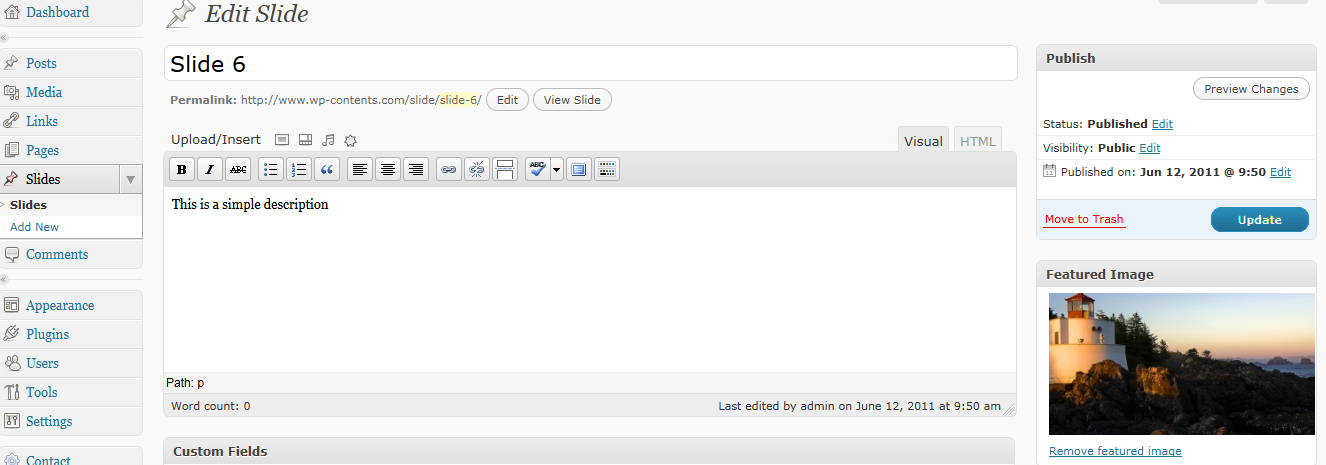 Dashboard
Posts
Media
Links
Pages
Slides
Slides
Add New
Comments
Appearance
Plugins
Users
Tools
Settings
Contact
Edit Slide
Slide 6
Permalink: http://www.wp-contents.com/slide/slide-6/ Edit View Slide
Upload/Insert
Visual HTML
B I ABC ABC
This is a simple description
Path: p
Word count: 0 Last edited by admin on June 12, 2011 at 9:50 am
Custom Fields
Publish
Preview Changes
Status: Published Edit
Visibility: Public Edit
Published on: Jun 12, 2011 @ 9:50 Edit
Move to Trash Update
Featured Image
Remove featured image